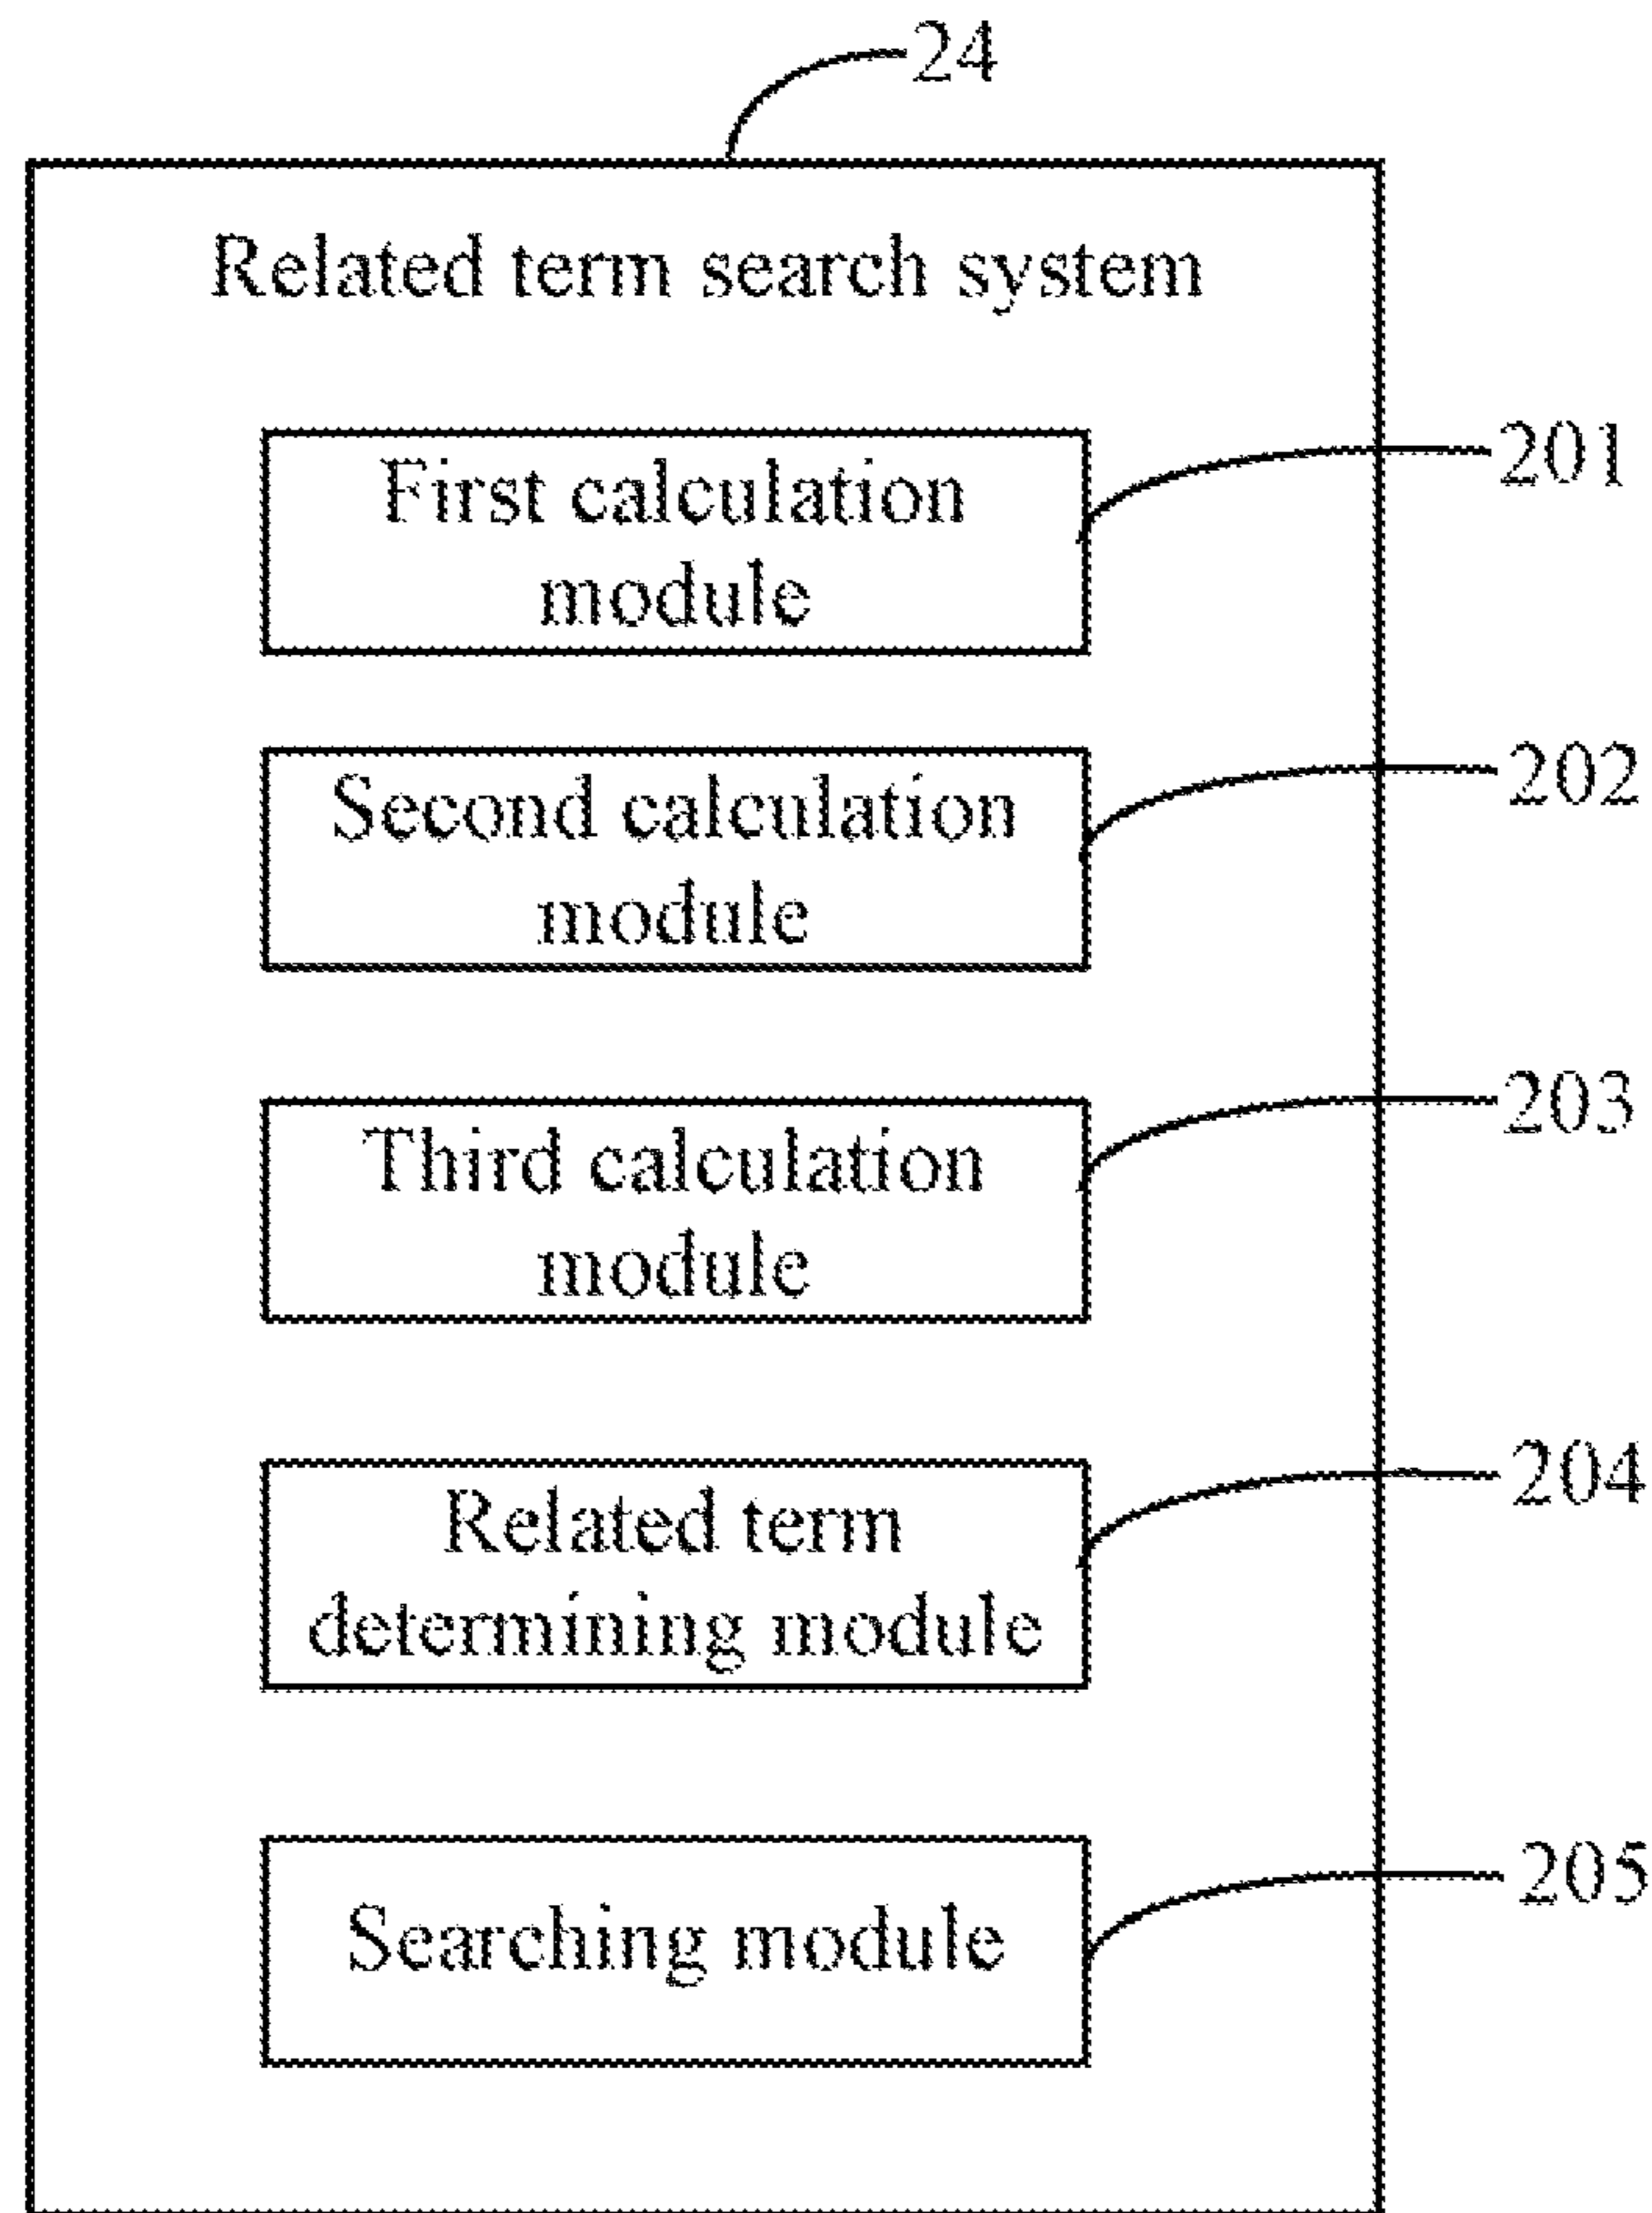 24
Related term search system
First calculation
module
201
Second calculation
module
202
Third calculation
module
203
Related term
determining module
204
Searching module
205